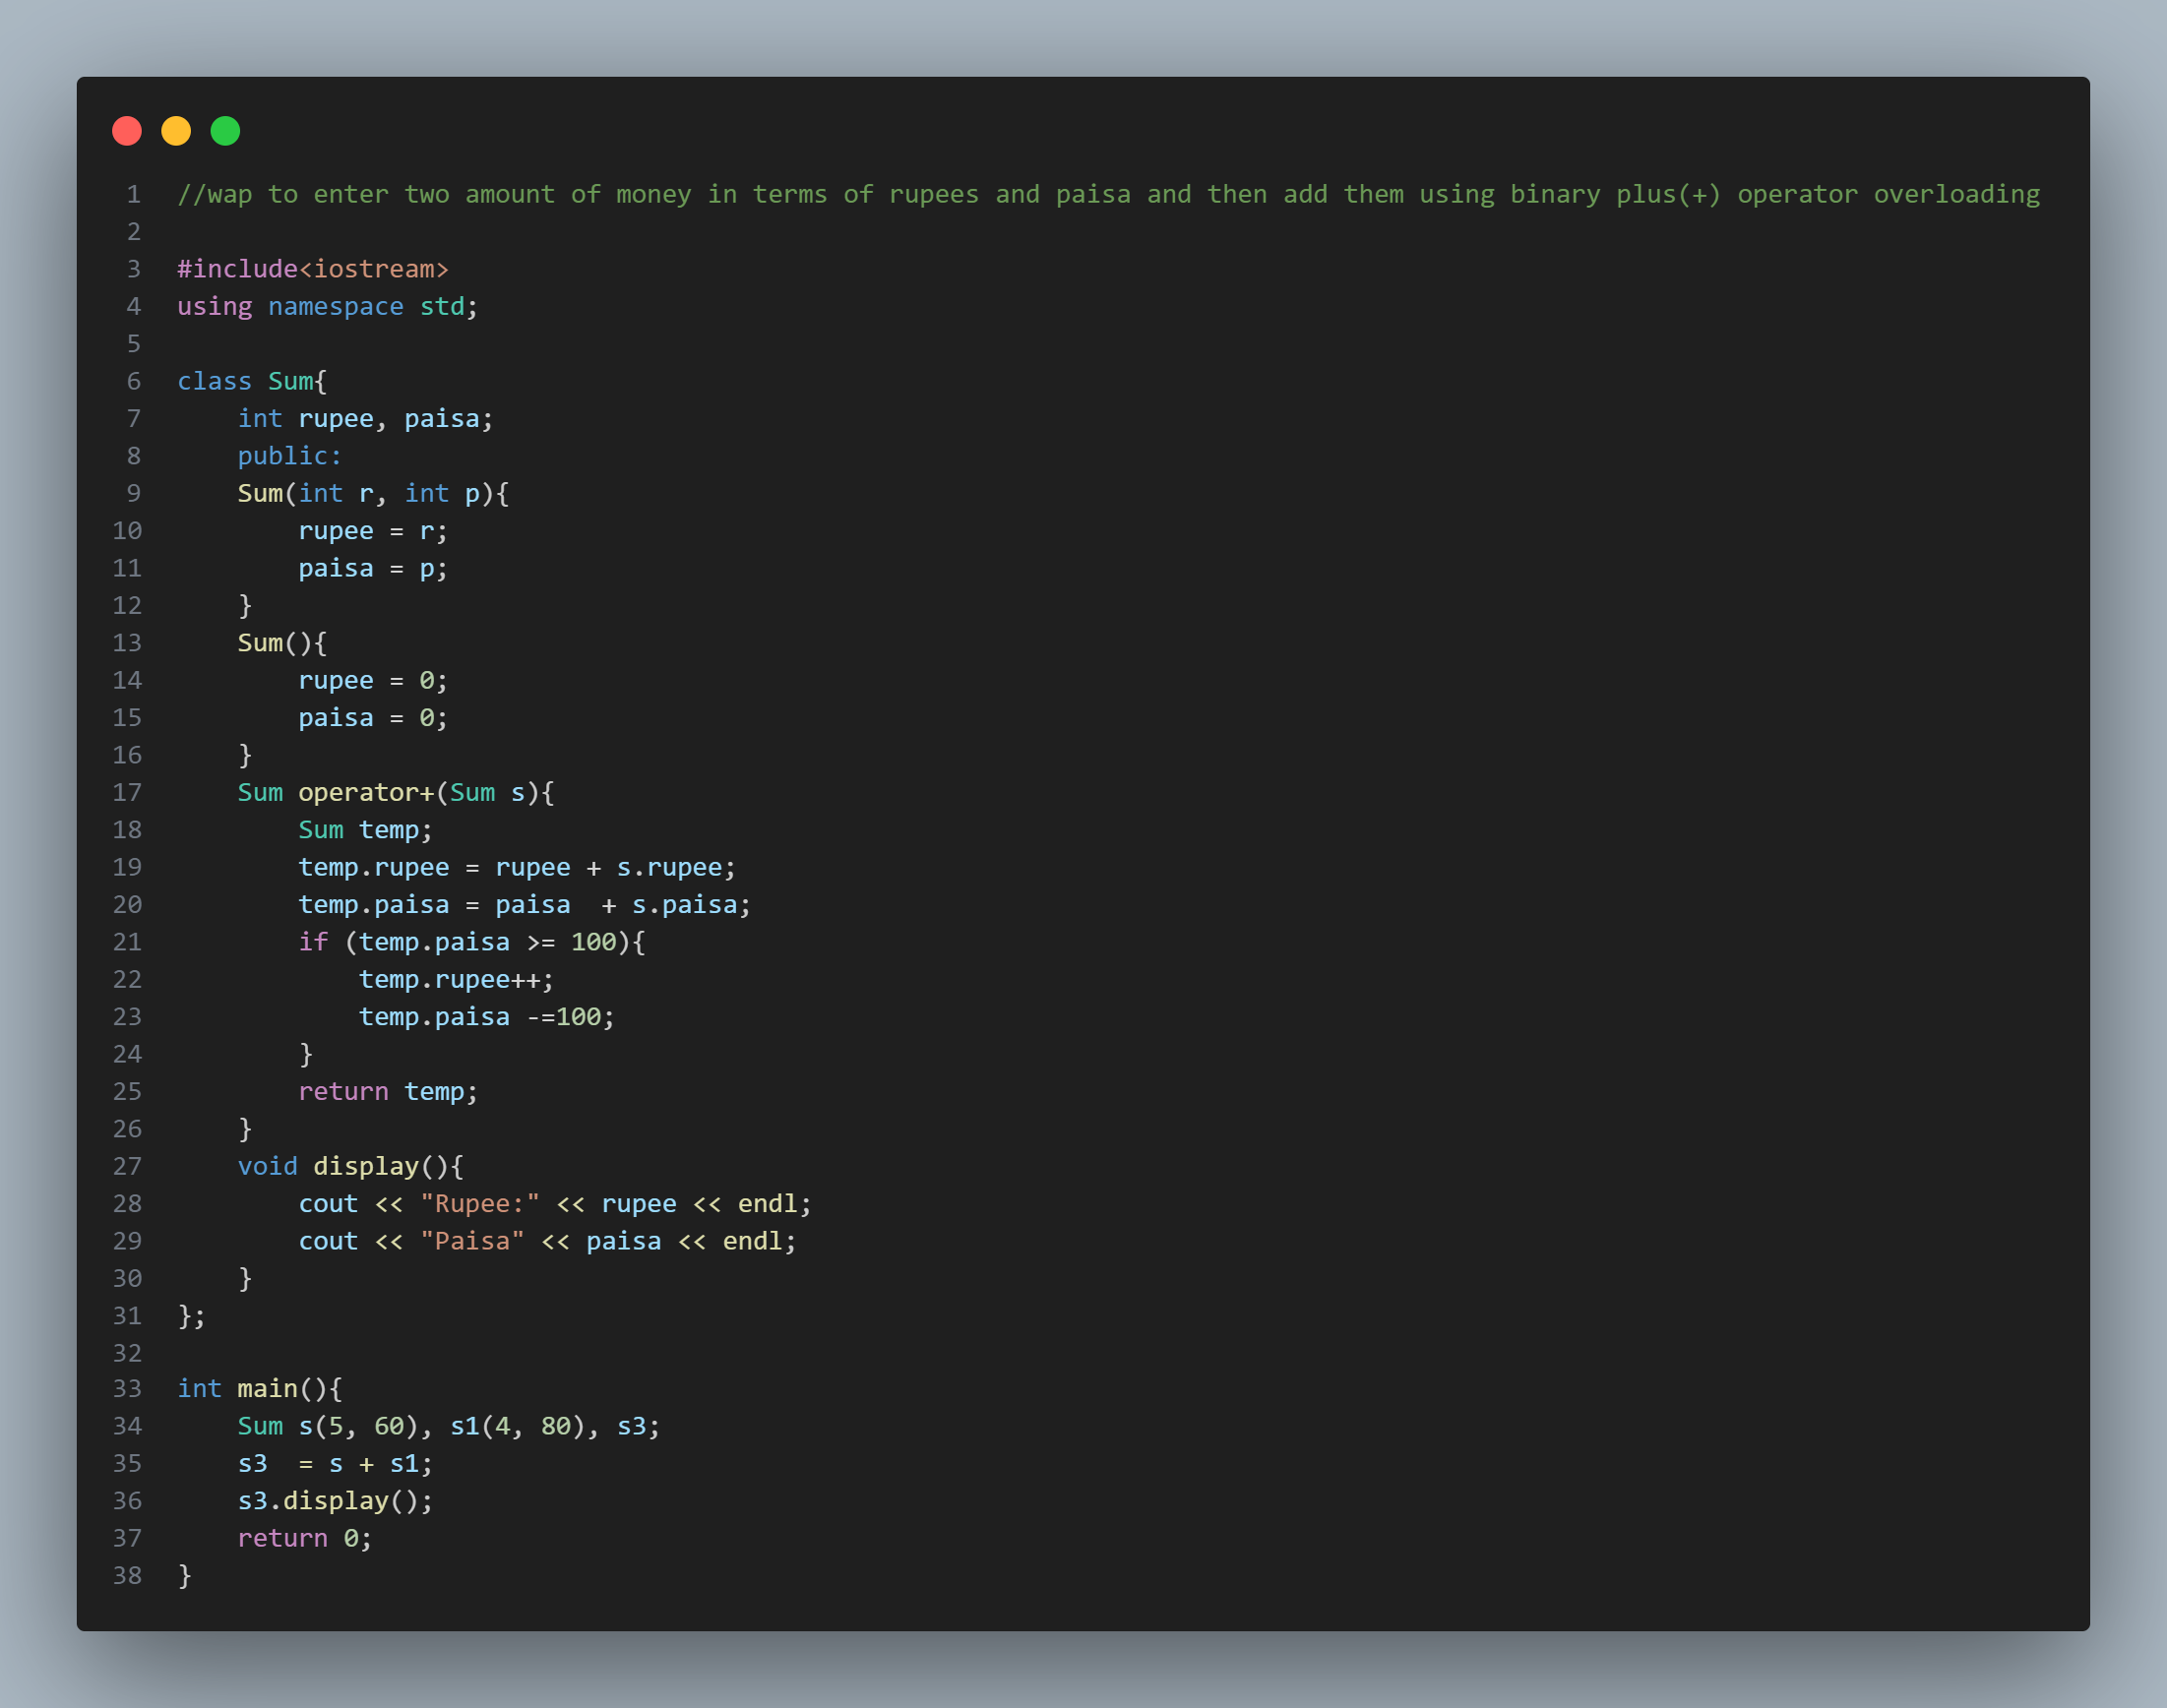 1 //wap to enter two amount of money in terms of rupees and paisa and then add them using binary plus(+) operator overloading
2
3 #include<iostream>
4 using namespace std;
5
6 class Sum{
7     int rupee, paisa;
8     public:
9     Sum(int r, int p){
10         rupee = r;
11         paisa = p;
12     }
13     Sum(){
14         rupee = 0;
15         paisa = 0;
16     }
17     Sum operator+(Sum s){
18         Sum temp;
19         temp.rupee = rupee + s.rupee;
20         temp.paisa = paisa  + s.paisa;
21         if (temp.paisa >= 100){
22             temp.rupee++;
23             temp.paisa -=100;
24         }
25         return temp;
26     }
27     void display(){
28         cout << "Rupee:" << rupee << endl;
29         cout << "Paisa" << paisa << endl;
30     }
31 };
32
33 int main(){
34     Sum s(5, 60), s1(4, 80), s3;
35     s3  = s + s1;
36     s3.display();
37     return 0;
38 }